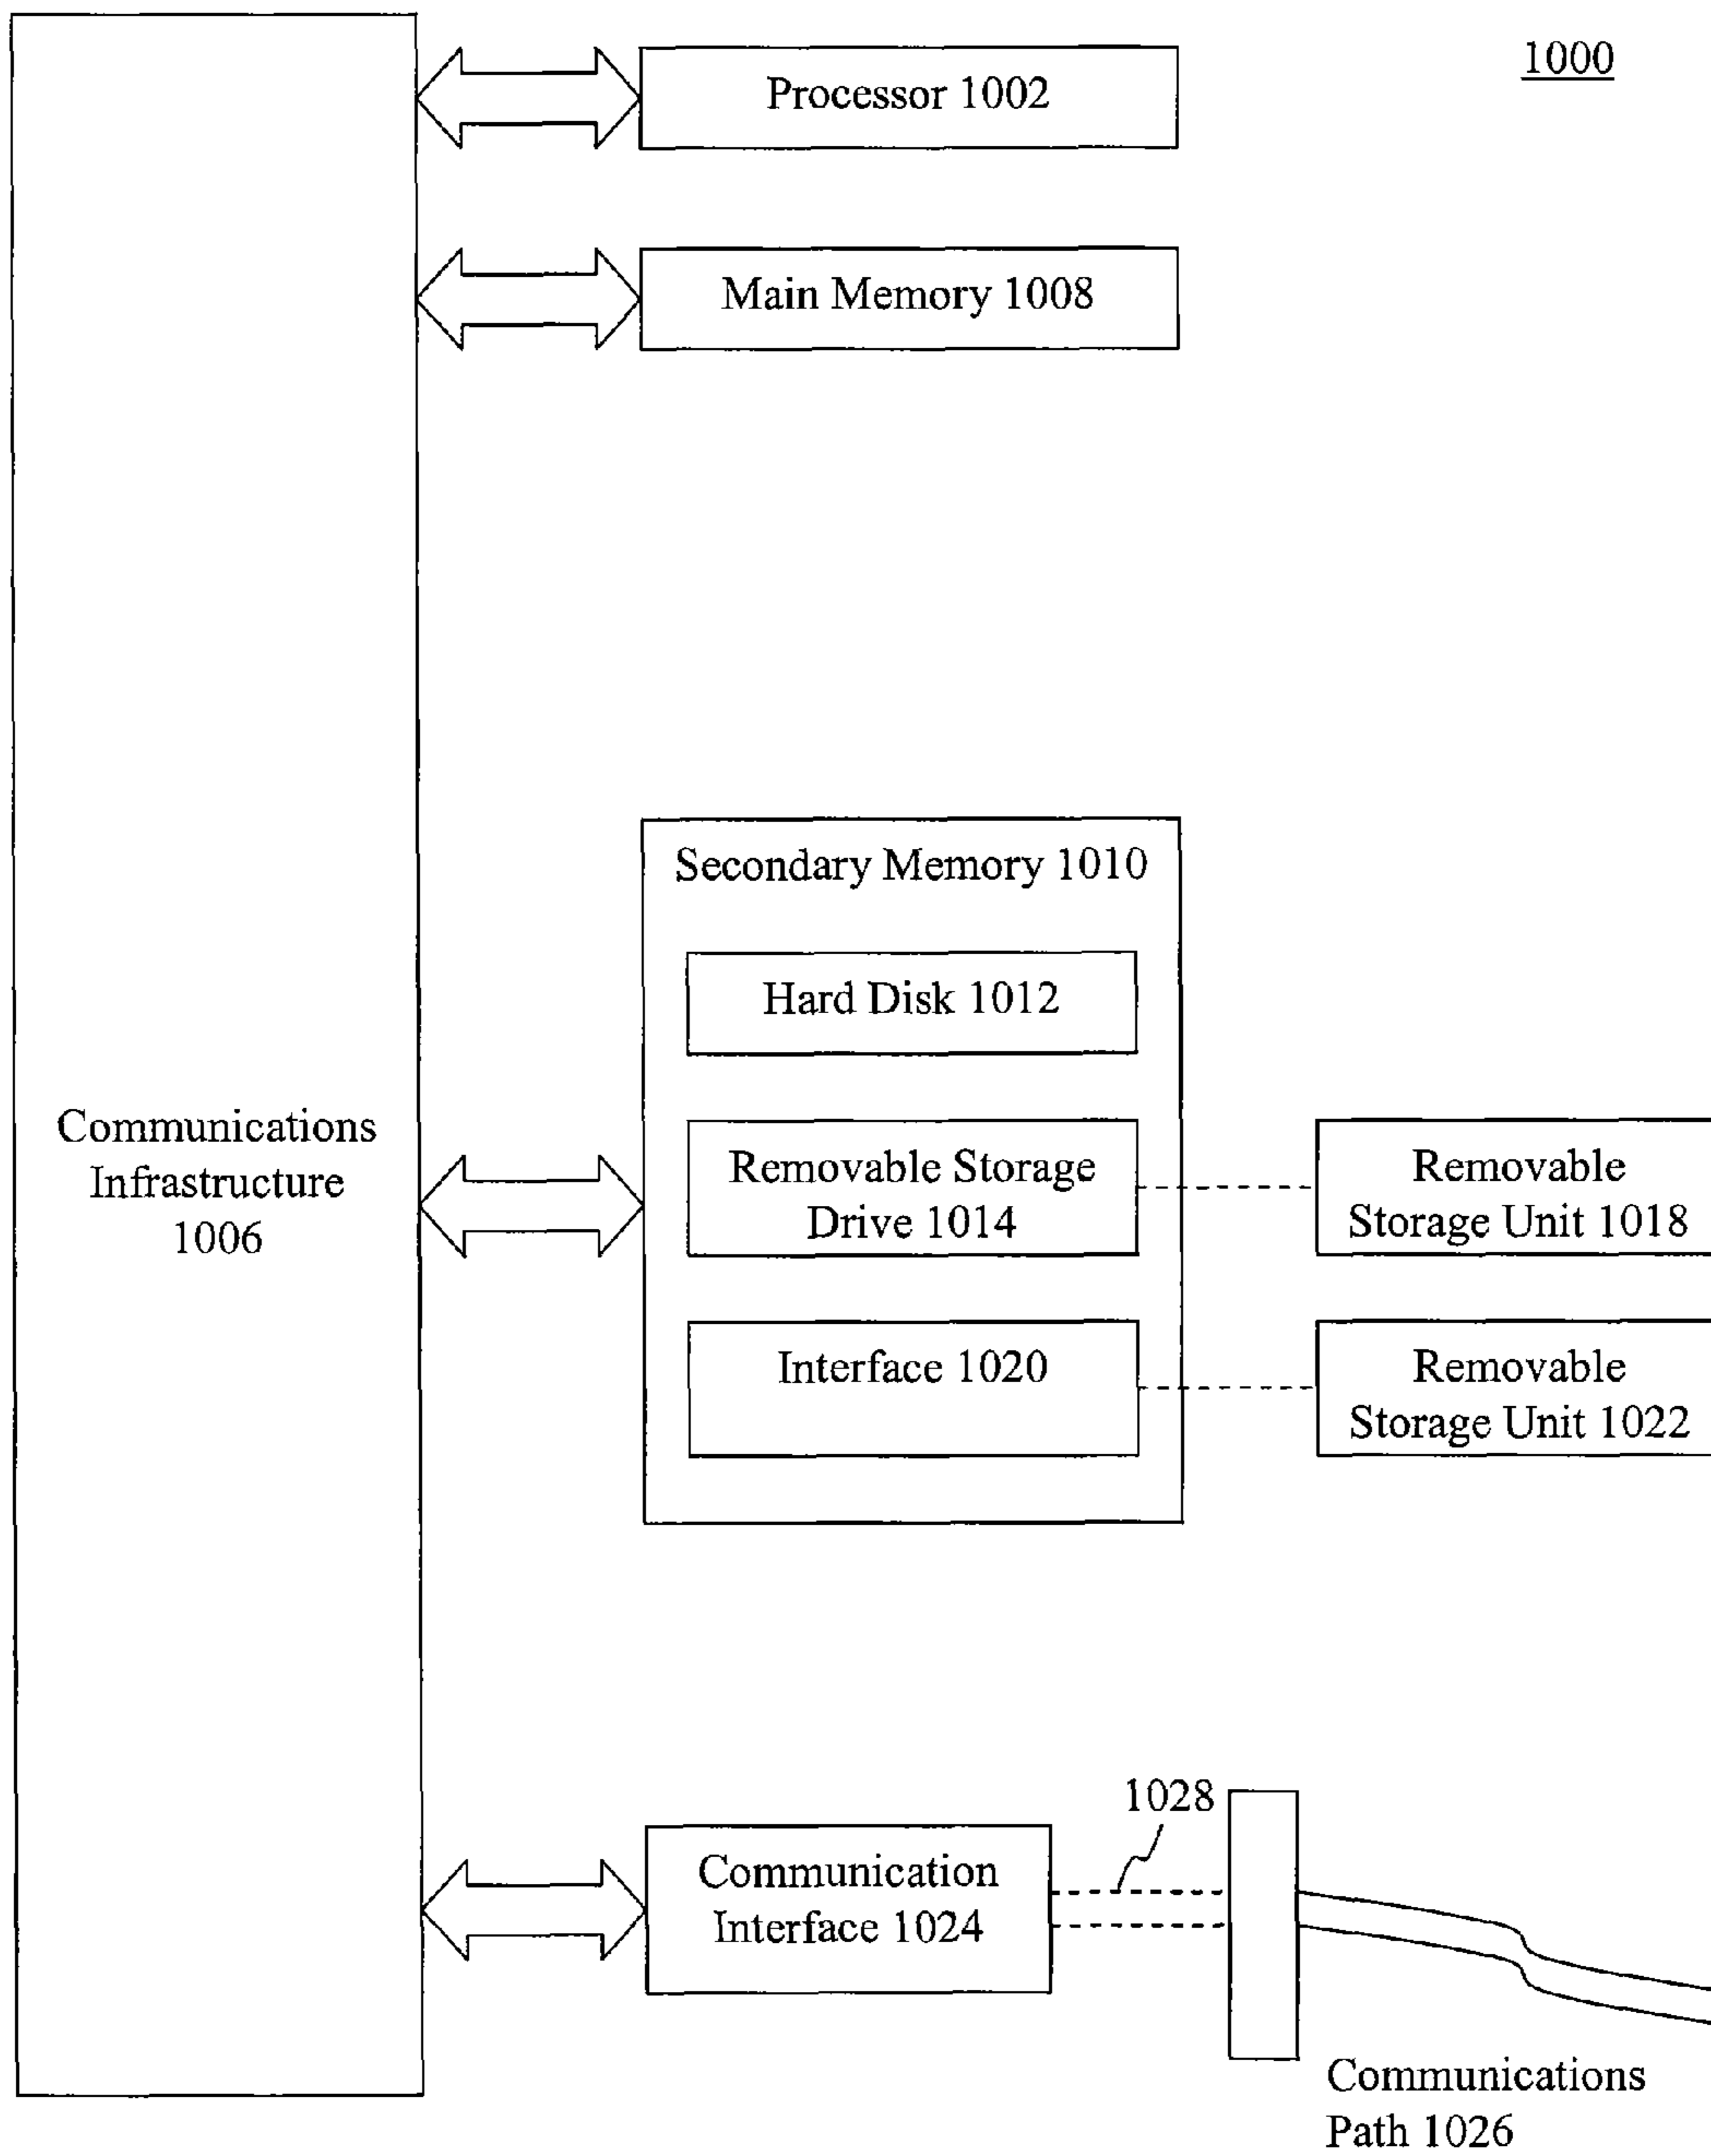 1000
Processor 1002
Main Memory 1008
Secondary Memory 1010
Hard Disk 1012
Communications
Infrastructure
1006
Removable Storage
Drive 1014
Removable
Storage Unit 1018
Interface 1020
Removable
Storage Unit 1022
1028
Communication
Interface 1024
Communications
Path 1026